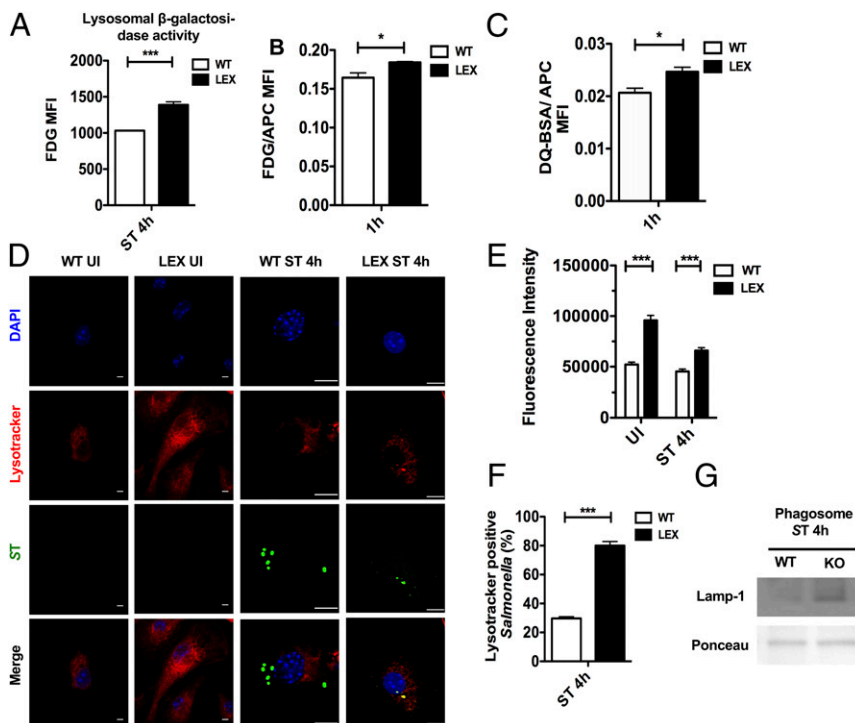 A
Lysosomal β-galactosi-
dase activity
***
WT
LEX
2000
1500
1000
500
0
FDG MFI
ST 4h
B
*
WT
LEX
0.20
0.15
0.10
0.05
0.00
FDG/APC MFI
1h
C
*
WT
LEX
0.03
0.02
0.01
0.00
DQ-BSA/ APC
MFI
1h
D
WT UI LEX UI WT ST 4h LEX ST 4h
DAPI
Lysotracker
ST
Merge
E
WT
LEX
*** ***
150000
100000
50000
0
Fluorescence Intensity
UI ST 4h
F
WT
LEX
***
100
80
60
40
20
0
Lysotracker positive
Salmonella (%)
ST 4h
G
Phagosome
ST 4h
WT KO
Lamp-1
Ponceau